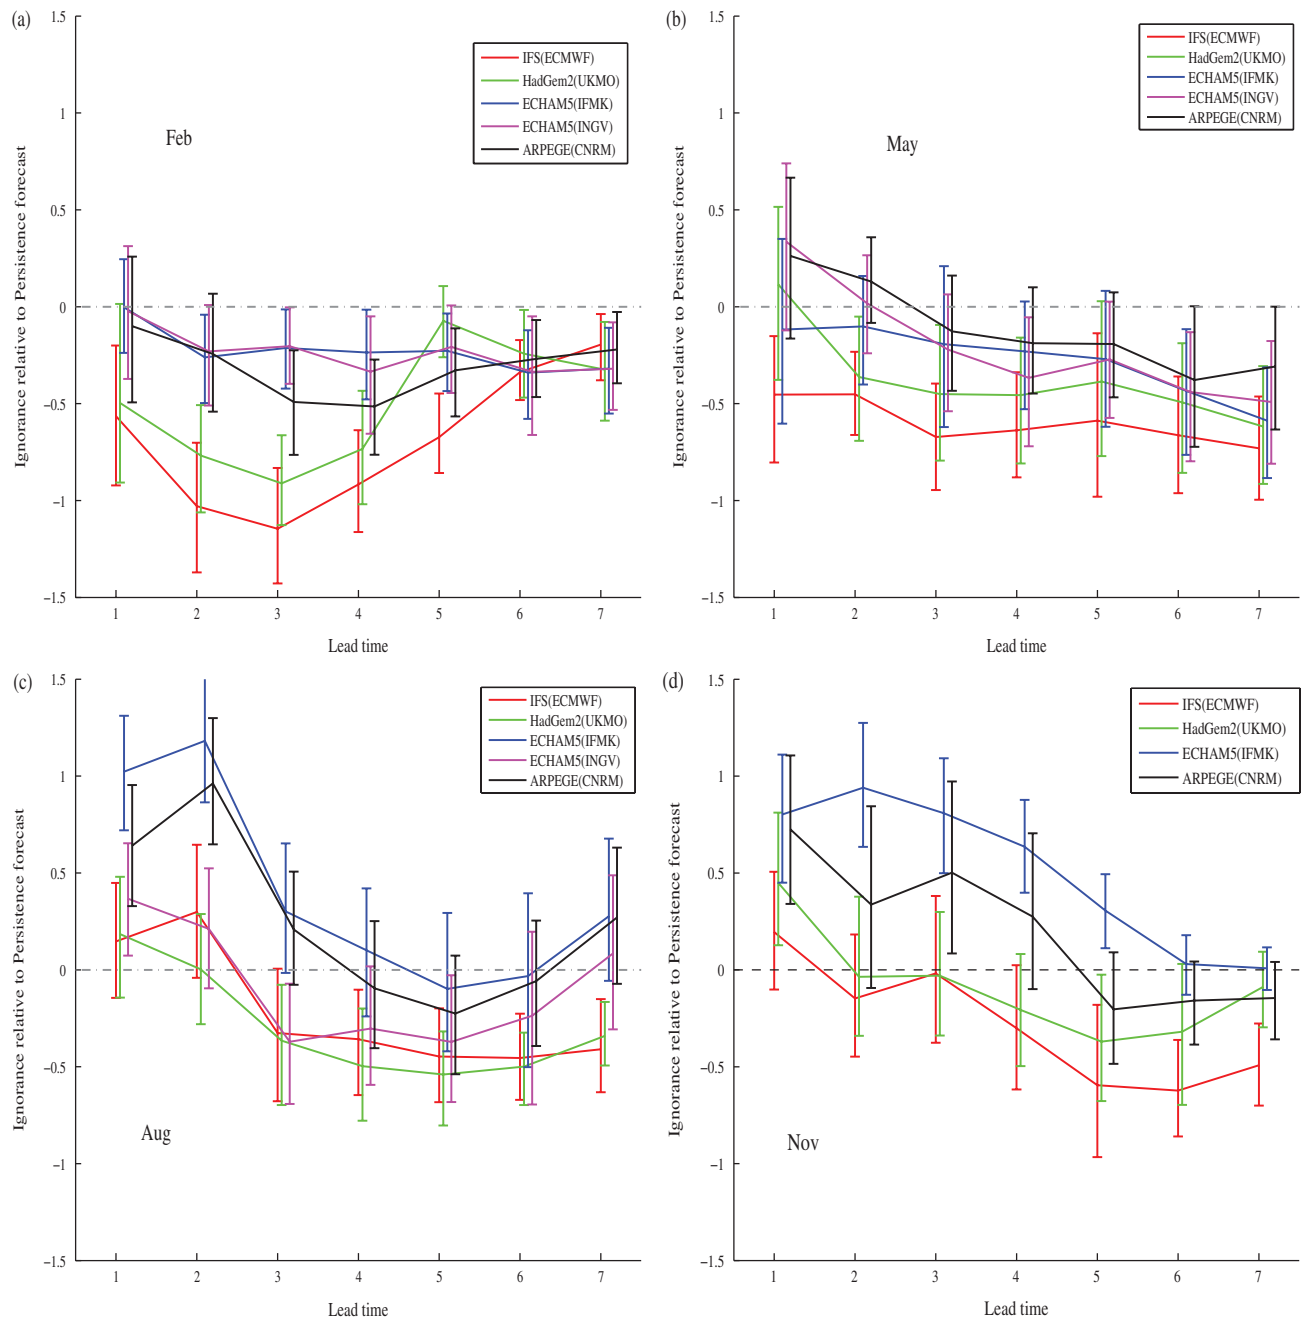 (a)
1.5
1
0.5
0
−0.5
−1
−1.5
Ignorance relative to Persistence forecast
Feb
IFS(ECMWF)
HadGem2(UKMO)
ECHAM5(IFMK)
ECHAM5(INGV)
ARPEGE(CNRM)
1 2 3 4 5 6 7
Lead time
(b)
1.5
1
0.5
0
−0.5
−1
−1.5
Ignorance relative to Persistence forecast
May
IFS(ECMWF)
HadGem2(UKMO)
ECHAM5(IFMK)
ECHAM5(INGV)
ARPEGE(CNRM)
1 2 3 4 5 6 7
Lead time
(c)
1.5
1
0.5
0
−0.5
−1
−1.5
Ignorance relative to Persistence forecast
Aug
IFS(ECMWF)
HadGem2(UKMO)
ECHAM5(IFMK)
ECHAM5(INGV)
ARPEGE(CNRM)
1 2 3 4 5 6 7
Lead time
(d)
1.5
1
0.5
0
−0.5
−1
−1.5
Ignorance relative to Persistence forecast
Nov
IFS(ECMWF)
HadGem2(UKMO)
ECHAM5(IFMK)
ARPEGE(CNRM)
1 2 3 4 5 6 7
Lead time